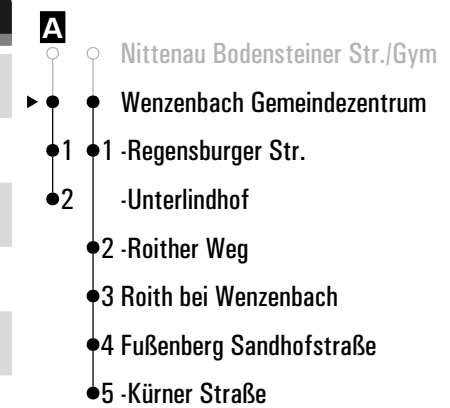 A
Nittenau Bodensteiner Str./Gym
Wenzenbach Gemeindezentrum
1 1 -Regensburger Str.
2 -Unterlindhof
2 -Roither Weg
3 Roith bei Wenzenbach
4 Fußenberg Sandhofstraße
5 -Kürner Straße